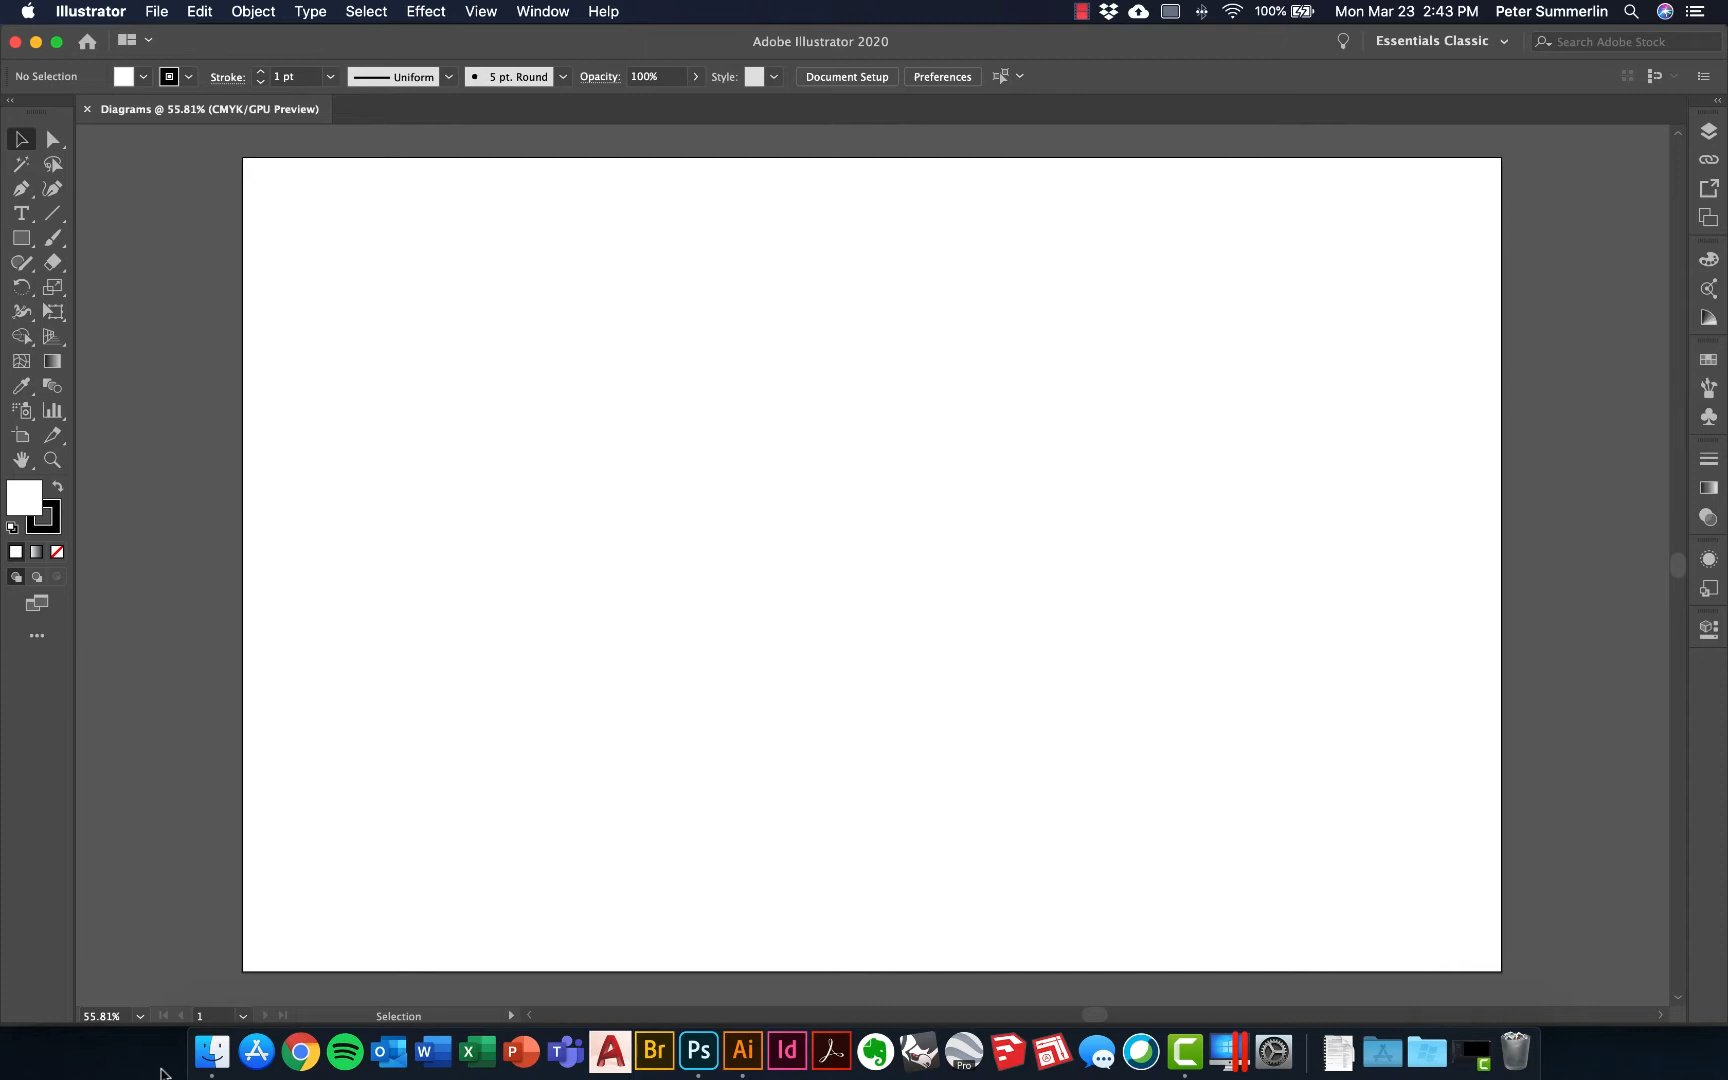 Illustrator File Edit Object Type Select Effect View Window Help 100% Mon Mar 23 2:43 PM Peter Summerlin
Adobe Illustrator 2020 Essentials Classic Search Adobe Stock
No Selection Stroke: 1 pt Uniform 5 pt. Round Opacity: 100% Style: Document Setup Preferences
Diagrams @ 55.81% (CMYK/GPU Preview)
55.81% 1 Selection
Br Ps Ai Id
Pro